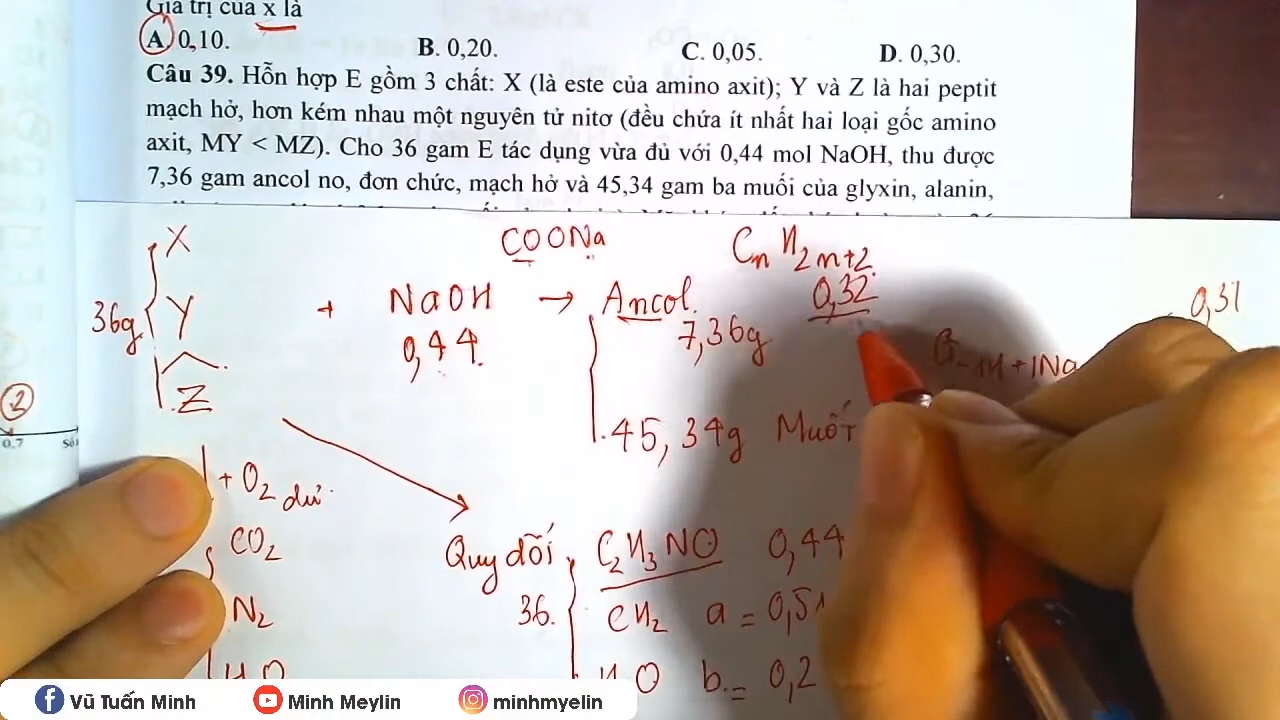 Giá trị của x là
A. 0,10. B. 0,20. C. 0,05. D. 0,30.
Câu 39. Hỗn hợp E gồm 3 chất: X (là este của amino axit); Y và Z là hai peptit
mạch hở, hơn kém nhau một nguyên tử nitơ (đều chứa ít nhất hai loại gốc amino
axit, MY < MZ). Cho 36 gam E tác dụng vừa đủ với 0,44 mol NaOH, thu được
7,36 gam ancol no, đơn chức, mạch hở và 45,34 gam ba muối của glyxin, alanin,
X COONa CnH2n+2
36g Y + NaOH → Ancol 0,32
0,44 7,36g
-1H + 1Na
Z
45,34g Muối
+ O2 dư
CO2 Quy đổi C2H3NO 0,44
N2 36. CH2 a = 0,51
H2O H2O b = 0,2
2
0.7
Vũ Tuấn Minh Minh Meylin minhmyelin